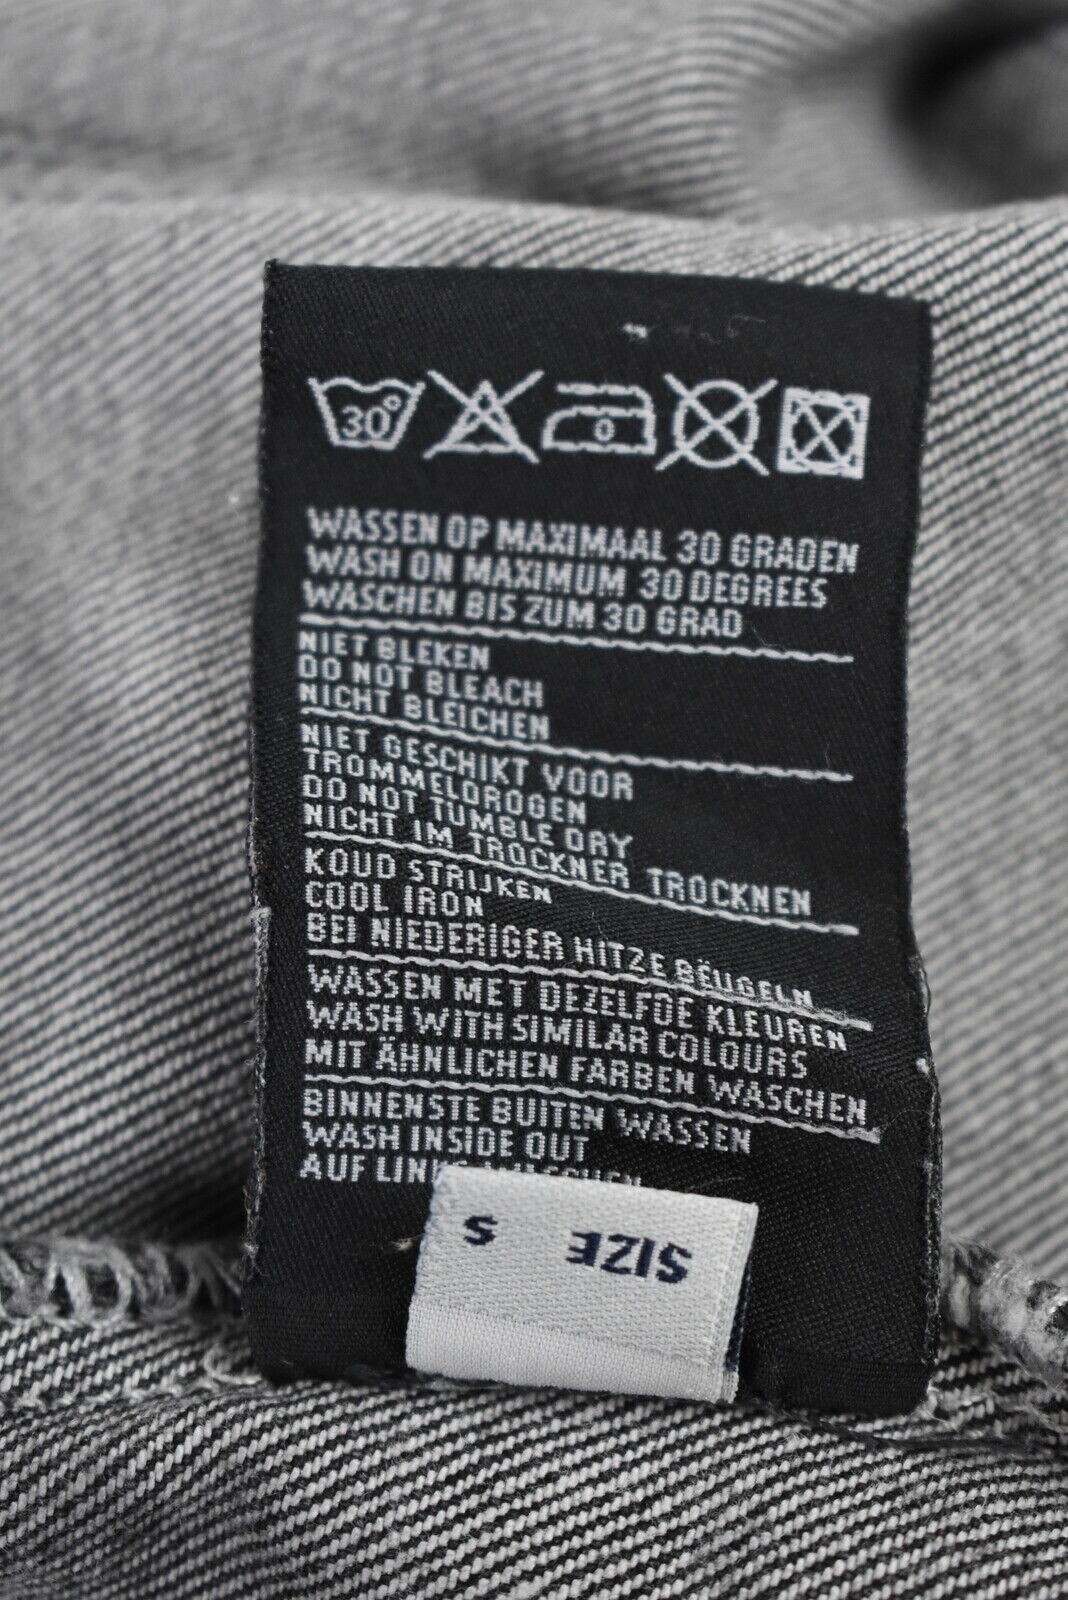 30°
0
WASSEN OP MAXIMAAL 30 GRADEN
WASH ON MAXIMUM 30 DEGREES
WASCHEN BIS ZUM 30 GRAD
NIET BLEKEN
DO NOT BLEACH
NICHT BLEICHEN
NIET GESCHIKT VOOR
TROMMELDROGEN
DO NOT TUMBLE DRY
NICHT IM TROCKNER TROCKNEN
KOUD STRIJKEN
COOL IRON
BEI NIEDERIGER HITZE BËUGELN
WASSEN MET DEZELFDE KLEUREN
WASH WITH SIMILAR COLOURS
MIT ÄHNLICHEN FARBEN WASCHEN
BINNENSTE BUITEN WASSEN
WASH INSIDE OUT
AUF
SIZE S